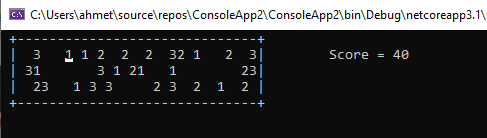 C:\Users\ahmet\source\repos\ConsoleApp2\ConsoleApp2\bin\Debug\netcoreapp3.1\
+------------------------------+
|  3   1 1 2  2  2  32 1   2  3|        Score = 40
| 31       3 1 21   1        23|
|  23   1 3 3     2 3  2  1  2 |
+------------------------------+